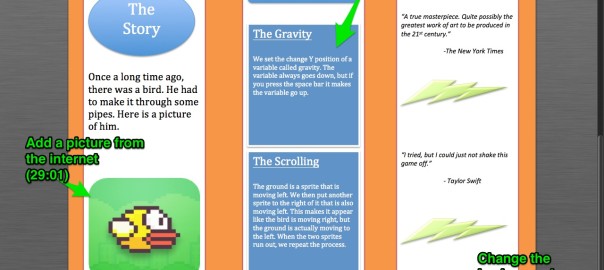 The
Story
Once a long time ago,
there was a bird. He had
to make it through some
pipes. Here is a picture
of him.
Add a picture from
the internet
(29:01)
The Gravity
We set the change Y position of a
variable called gravity. The
variable always goes down, but if
you press the space bar it makes
the variable go up.
The Scrolling
The ground is a sprite that is
moving left. We then put another
sprite to the right of it that is also
moving left. This makes it appear
like the bird is moving right, but
the ground is actually moving to
the left. When the two sprites
run out, we repeat the process.
"A true masterpiece. Quite possibly the
greatest work of art to be produced in
the 21st century."
-The New York Times
"I tried, but I could just not shake this
game off."
- Taylor Swift
Change the